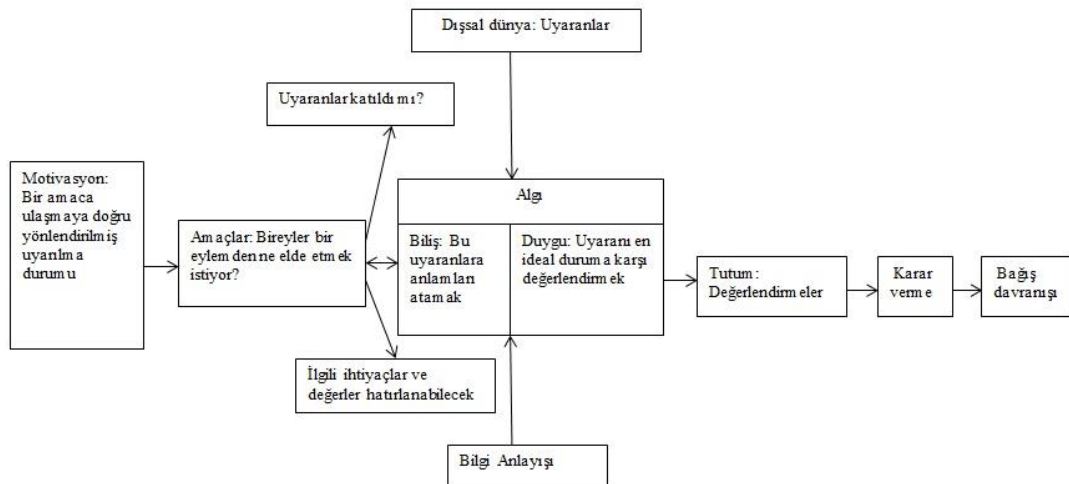 Dışsal dünya: Uyaranlar
Uyaranlar katıldı mı?
Motivasyon:
Bir amaca
ulaşmaya doğru
yönlendirilmiş
uyarılma
durumu
Amaçlar: Bireyler bir
eylemden ne elde etmek
istiyor?
Algı
Biliş: Bu
uyaranlara
anlamları
atamak
Duygu: Uyaranı en
ideal duruma karşı
değerlendirmek
Tutum:
Değerlendirmeler
Karar
verme
Bağış
davranışı
İlgili ihtiyaçlar ve
değerler hatırlanabilecek
Bilgi Anlayışı